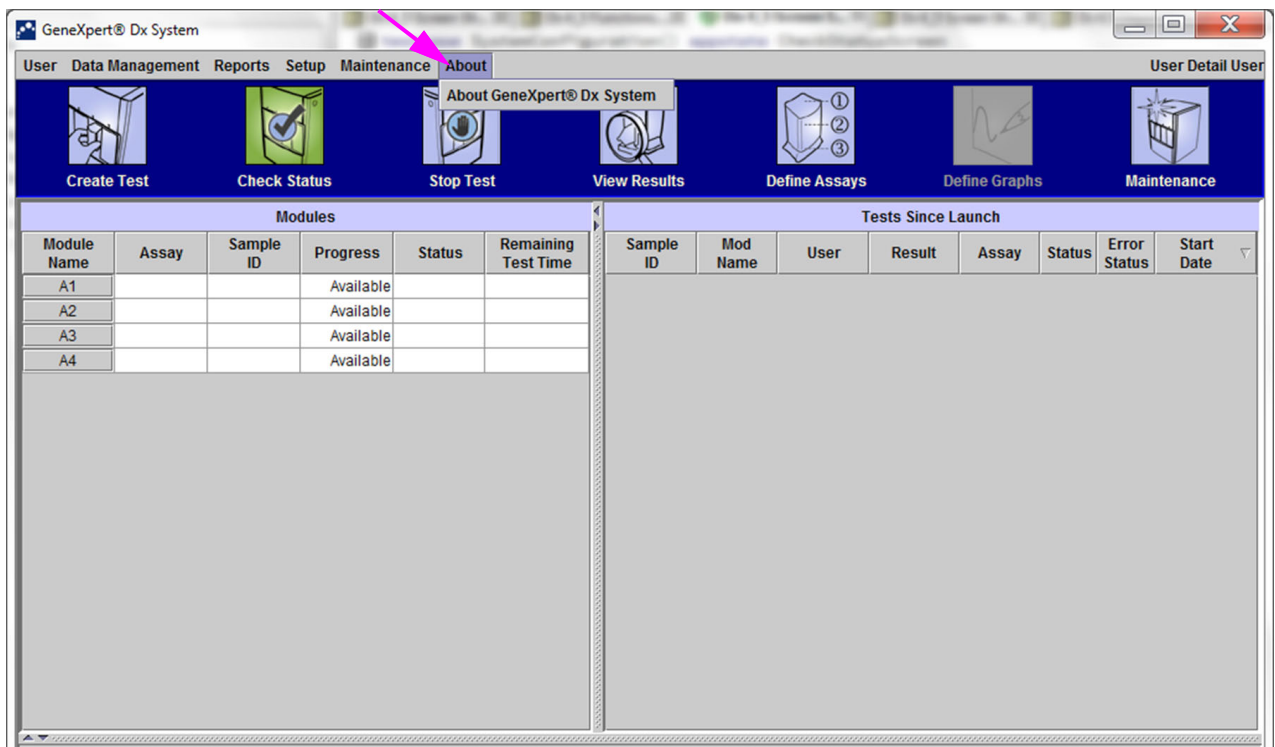 GeneXpert® Dx System
User Data Management Reports Setup Maintenance About User Detail User
About GeneXpert® Dx System
① ② ③
Create Test Check Status Stop Test View Results Define Assays Define Graphs Maintenance
Modules Tests Since Launch
Module Name Assay Sample ID Progress Status Remaining Test Time Sample ID Mod Name User Result Assay Status Error Status Start Date
A1 Available
A2 Available
A3 Available
A4 Available